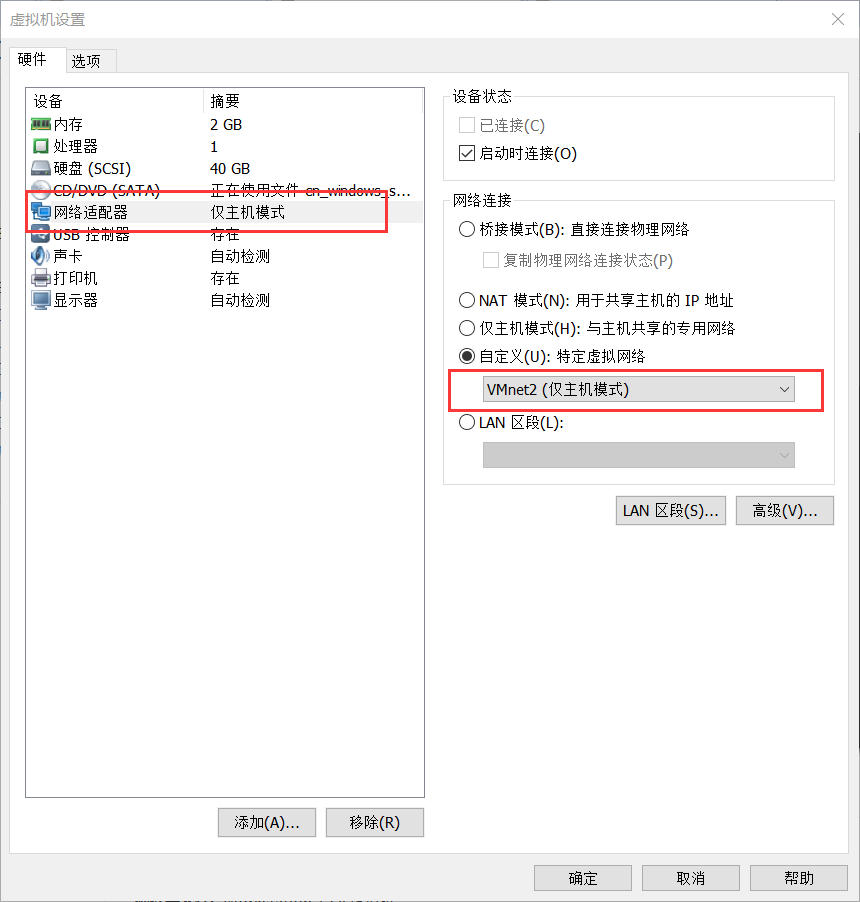 虚拟机设置
硬件 选项
设备 摘要
内存 2 GB
处理器 1
硬盘 (SCSI) 40 GB
CD/DVD (SATA) 正在使用文件 cn_windows_s...
网络适配器 仅主机模式
USB 控制器 存在
声卡 自动检测
打印机 存在
显示器 自动检测
添加(A)... 移除(R)
设备状态
已连接(C)
启动时连接(O)
网络连接
桥接模式(B): 直接连接物理网络
复制物理网络连接状态(P)
NAT 模式(N): 用于共享主机的 IP 地址
仅主机模式(H): 与主机共享的专用网络
自定义(U): 特定虚拟网络
VMnet2 (仅主机模式)
LAN 区段(L):
LAN 区段(S)... 高级(V)...
确定 取消 帮助